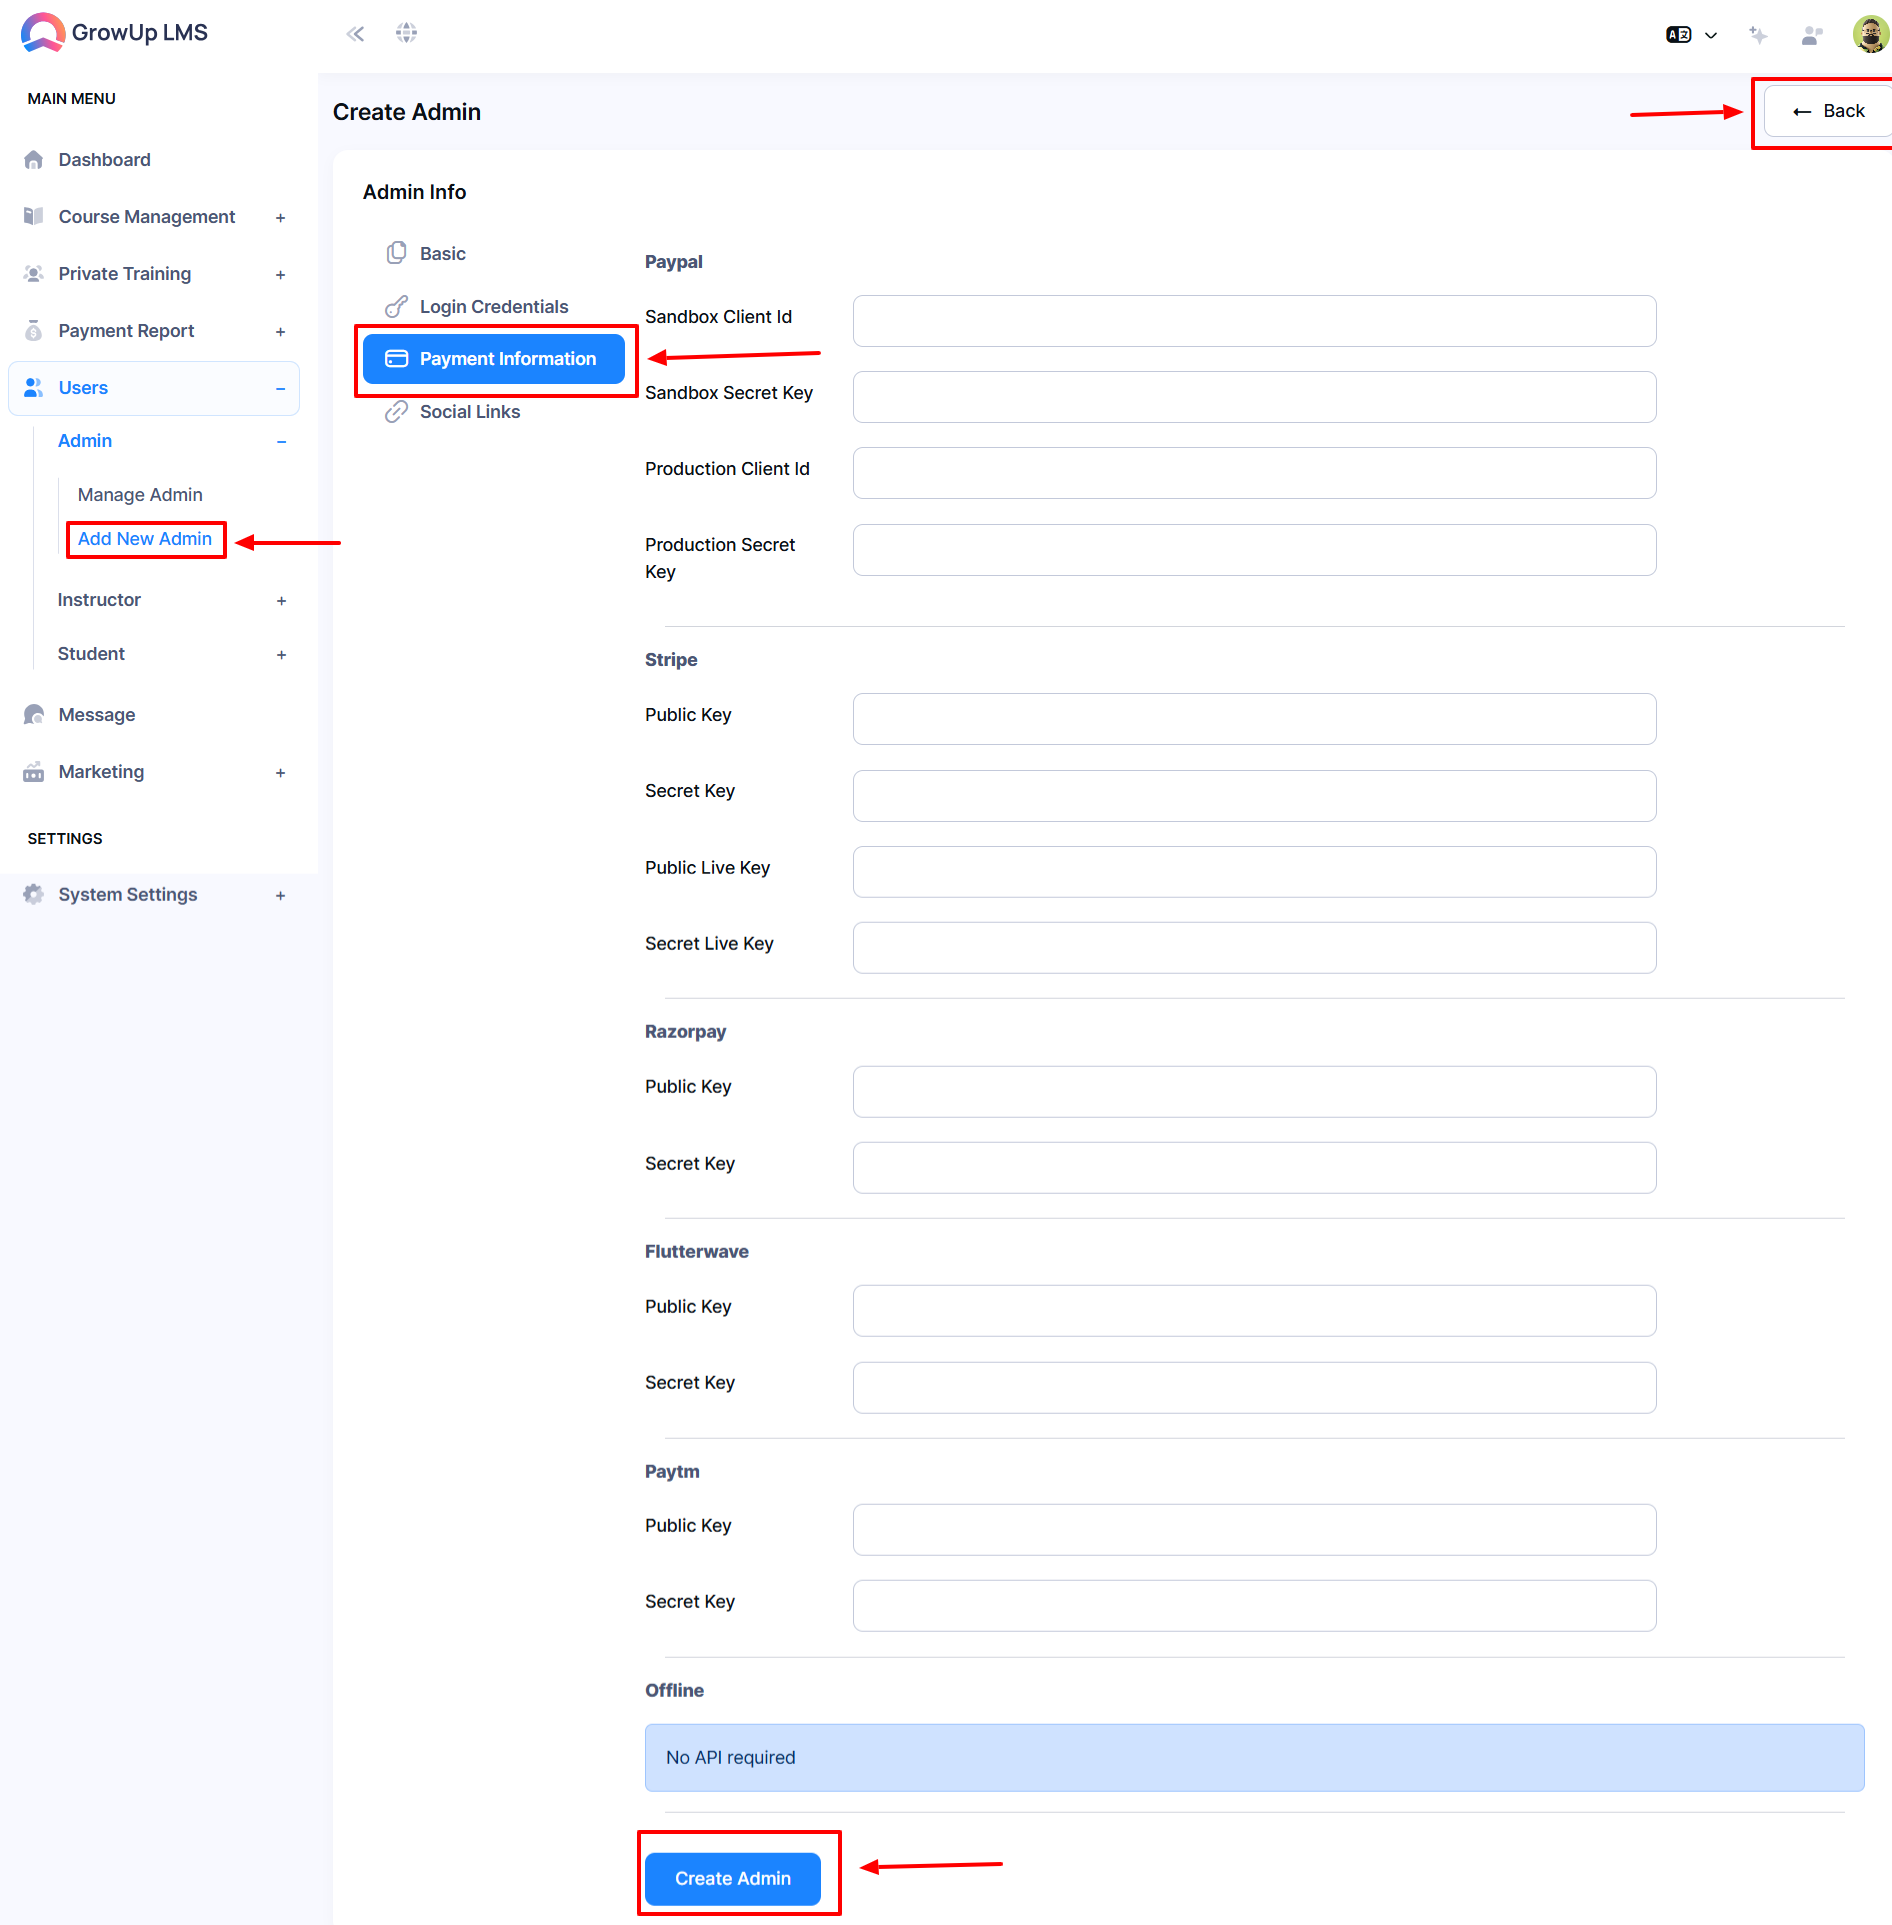 GrowUp LMS
MAIN MENU
Dashboard
Course Management +
Private Training +
Payment Report +
Users −
Admin −
Manage Admin
Add New Admin
Instructor +
Student +
Message
Marketing +
SETTINGS
System Settings +
Create Admin
← Back
Admin Info
Basic
Login Credentials
Payment Information
Social Links
Paypal
Sandbox Client Id
Sandbox Secret Key
Production Client Id
Production Secret
Key
Stripe
Public Key
Secret Key
Public Live Key
Secret Live Key
Razorpay
Public Key
Secret Key
Flutterwave
Public Key
Secret Key
Paytm
Public Key
Secret Key
Offline
No API required
Create Admin